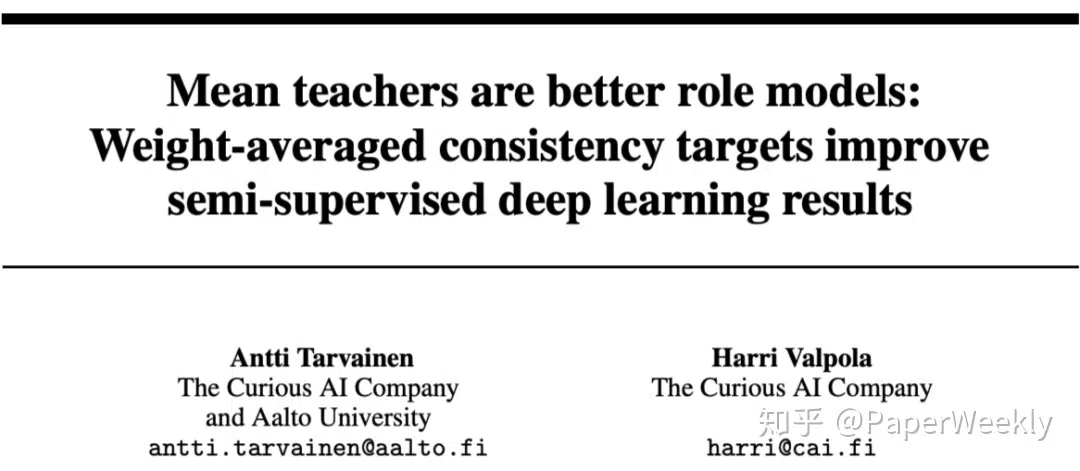 Mean teachers are better role models:
Weight-averaged consistency targets improve
semi-supervised deep learning results
Antti Tarvainen
The Curious AI Company
and Aalto University
antti.tarvainen@aalto.fi
Harri Valpola
The Curious AI Company
harri@cai.fi
知乎 @PaperWeekly